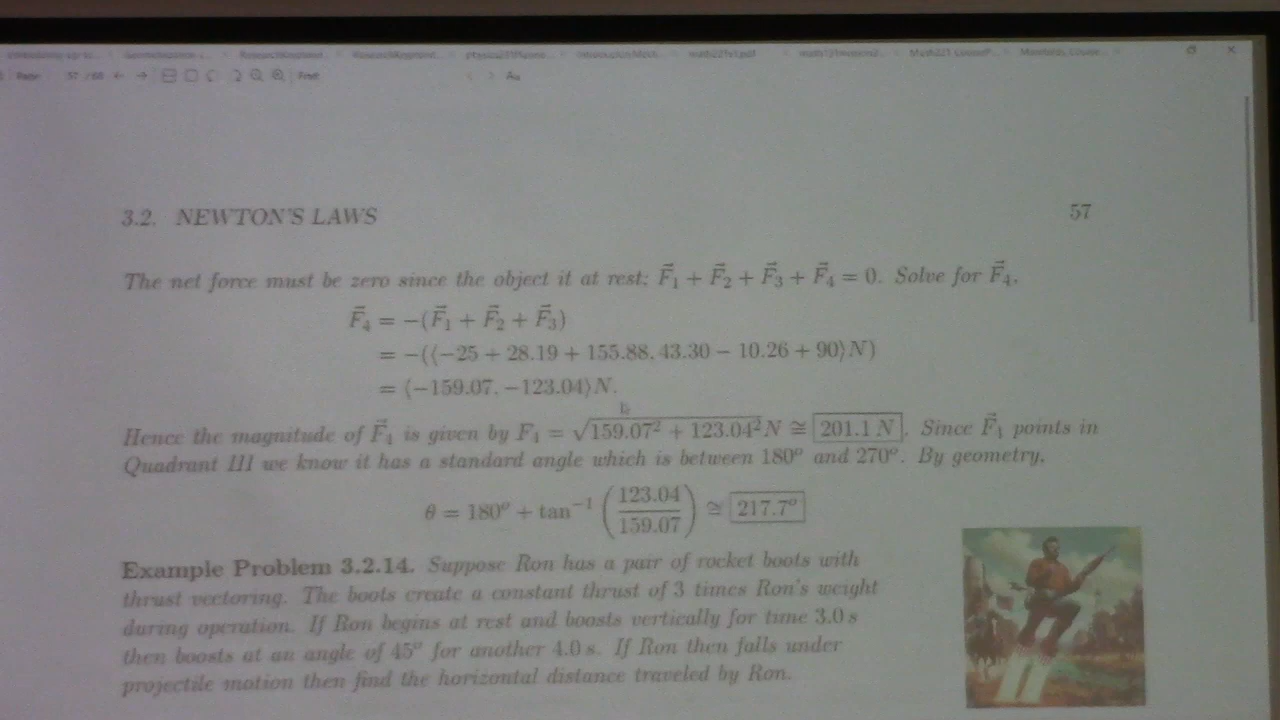 57 / 68
Aa
3.2. NEWTON'S LAWS 57
The net force must be zero since the object it at rest; F⃗₁ + F⃗₂ + F⃗₃ + F⃗₄ = 0. Solve for F⃗₄.
F⃗₄ = −(F⃗₁ + F⃗₂ + F⃗₃)
= −(⟨−25 + 28.19 + 155.88, 43.30 − 10.26 + 90⟩N)
= ⟨−159.07, −123.04⟩N.
Hence the magnitude of F⃗₄ is given by F₄ = √159.07² + 123.04² N ≅ 201.1 N. Since F⃗₄ points in
Quadrant III we know it has a standard angle which is between 180° and 270°. By geometry,
θ = 180° + tan⁻¹ (123.04/159.07) ≅ 217.7°
Example Problem 3.2.14. Suppose Ron has a pair of rocket boots with
thrust vectoring. The boots create a constant thrust of 3 times Ron's weight
during operation. If Ron begins at rest and boosts vertically for time 3.0 s
then boosts at an angle of 45° for another 4.0 s. If Ron then falls under
projectile motion then find the horizontal distance traveled by Ron.